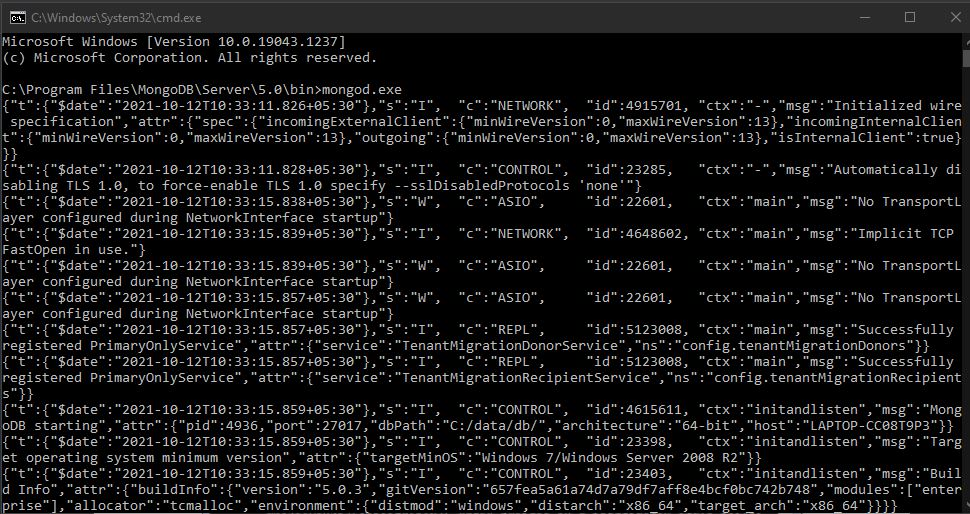 C:\Windows\System32\cmd.exe
Microsoft Windows [Version 10.0.19043.1237]
(c) Microsoft Corporation. All rights reserved.
C:\Program Files\MongoDB\Server\5.0\bin>mongod.exe
{"t":{"$date":"2021-10-12T10:33:11.826+05:30"},"s":"I",  "c":"NETWORK",  "id":4915701, "ctx":"-","msg":"Initialized wire
 specification","attr":{"spec":{"incomingExternalClient":{"minWireVersion":0,"maxWireVersion":13},"incomingInternalClien
t":{"minWireVersion":0,"maxWireVersion":13},"outgoing":{"minWireVersion":0,"maxWireVersion":13},"isInternalClient":true}
}}
{"t":{"$date":"2021-10-12T10:33:11.828+05:30"},"s":"I",  "c":"CONTROL",  "id":23285,   "ctx":"-","msg":"Automatically di
sabling TLS 1.0, to force-enable TLS 1.0 specify --sslDisabledProtocols 'none'"}
{"t":{"$date":"2021-10-12T10:33:15.838+05:30"},"s":"W",  "c":"ASIO",     "id":22601,   "ctx":"main","msg":"No TransportL
ayer configured during NetworkInterface startup"}
{"t":{"$date":"2021-10-12T10:33:15.839+05:30"},"s":"I",  "c":"NETWORK",  "id":4648602, "ctx":"main","msg":"Implicit TCP
FastOpen in use."}
{"t":{"$date":"2021-10-12T10:33:15.839+05:30"},"s":"W",  "c":"ASIO",     "id":22601,   "ctx":"main","msg":"No TransportL
ayer configured during NetworkInterface startup"}
{"t":{"$date":"2021-10-12T10:33:15.857+05:30"},"s":"W",  "c":"ASIO",     "id":22601,   "ctx":"main","msg":"No TransportL
ayer configured during NetworkInterface startup"}
{"t":{"$date":"2021-10-12T10:33:15.857+05:30"},"s":"I",  "c":"REPL",     "id":5123008, "ctx":"main","msg":"Successfully
registered PrimaryOnlyService","attr":{"service":"TenantMigrationDonorService","ns":"config.tenantMigrationDonors"}}
{"t":{"$date":"2021-10-12T10:33:15.857+05:30"},"s":"I",  "c":"REPL",     "id":5123008, "ctx":"main","msg":"Successfully
registered PrimaryOnlyService","attr":{"service":"TenantMigrationRecipientService","ns":"config.tenantMigrationRecipient
s"}}
{"t":{"$date":"2021-10-12T10:33:15.859+05:30"},"s":"I",  "c":"CONTROL",  "id":4615611, "ctx":"initandlisten","msg":"Mong
oDB starting","attr":{"pid":4936,"port":27017,"dbPath":"C:/data/db/","architecture":"64-bit","host":"LAPTOP-CC08T9P3"}}
{"t":{"$date":"2021-10-12T10:33:15.859+05:30"},"s":"I",  "c":"CONTROL",  "id":23398,   "ctx":"initandlisten","msg":"Targ
et operating system minimum version","attr":{"targetMinOS":"Windows 7/Windows Server 2008 R2"}}
{"t":{"$date":"2021-10-12T10:33:15.859+05:30"},"s":"I",  "c":"CONTROL",  "id":23403,   "ctx":"initandlisten","msg":"Buil
d Info","attr":{"buildInfo":{"version":"5.0.3","gitVersion":"657fea5a61a74d7a79df7aff8e4bcf0bc742b748","modules":["enter
prise"],"allocator":"tcmalloc","environment":{"distmod":"windows","distarch":"x86_64","target_arch":"x86_64"}}}}